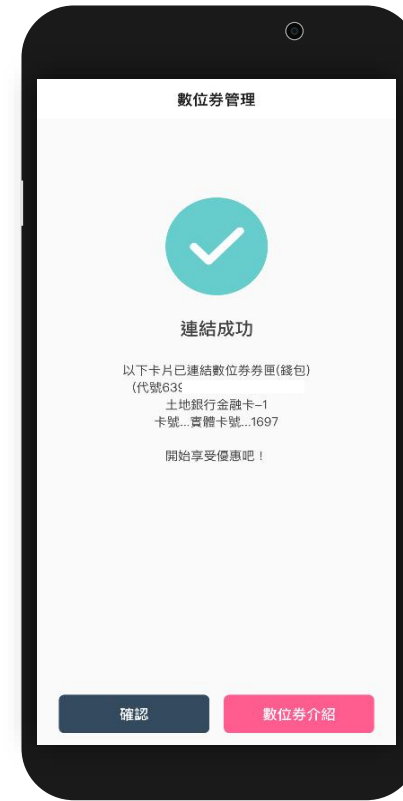 數位券管理
連結成功
以下卡片已連結數位券券匣(錢包)
(代號639
土地銀行金融卡–1
卡號...實體卡號...1697
開始享受優惠吧！
確認
數位券介紹